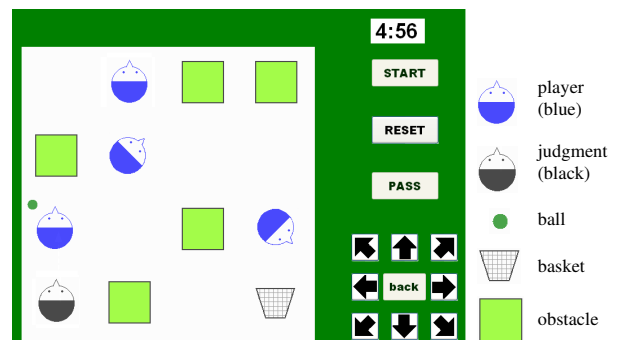 4:56
START
RESET
PASS
back
player
(blue)
judgment
(black)
ball
basket
obstacle